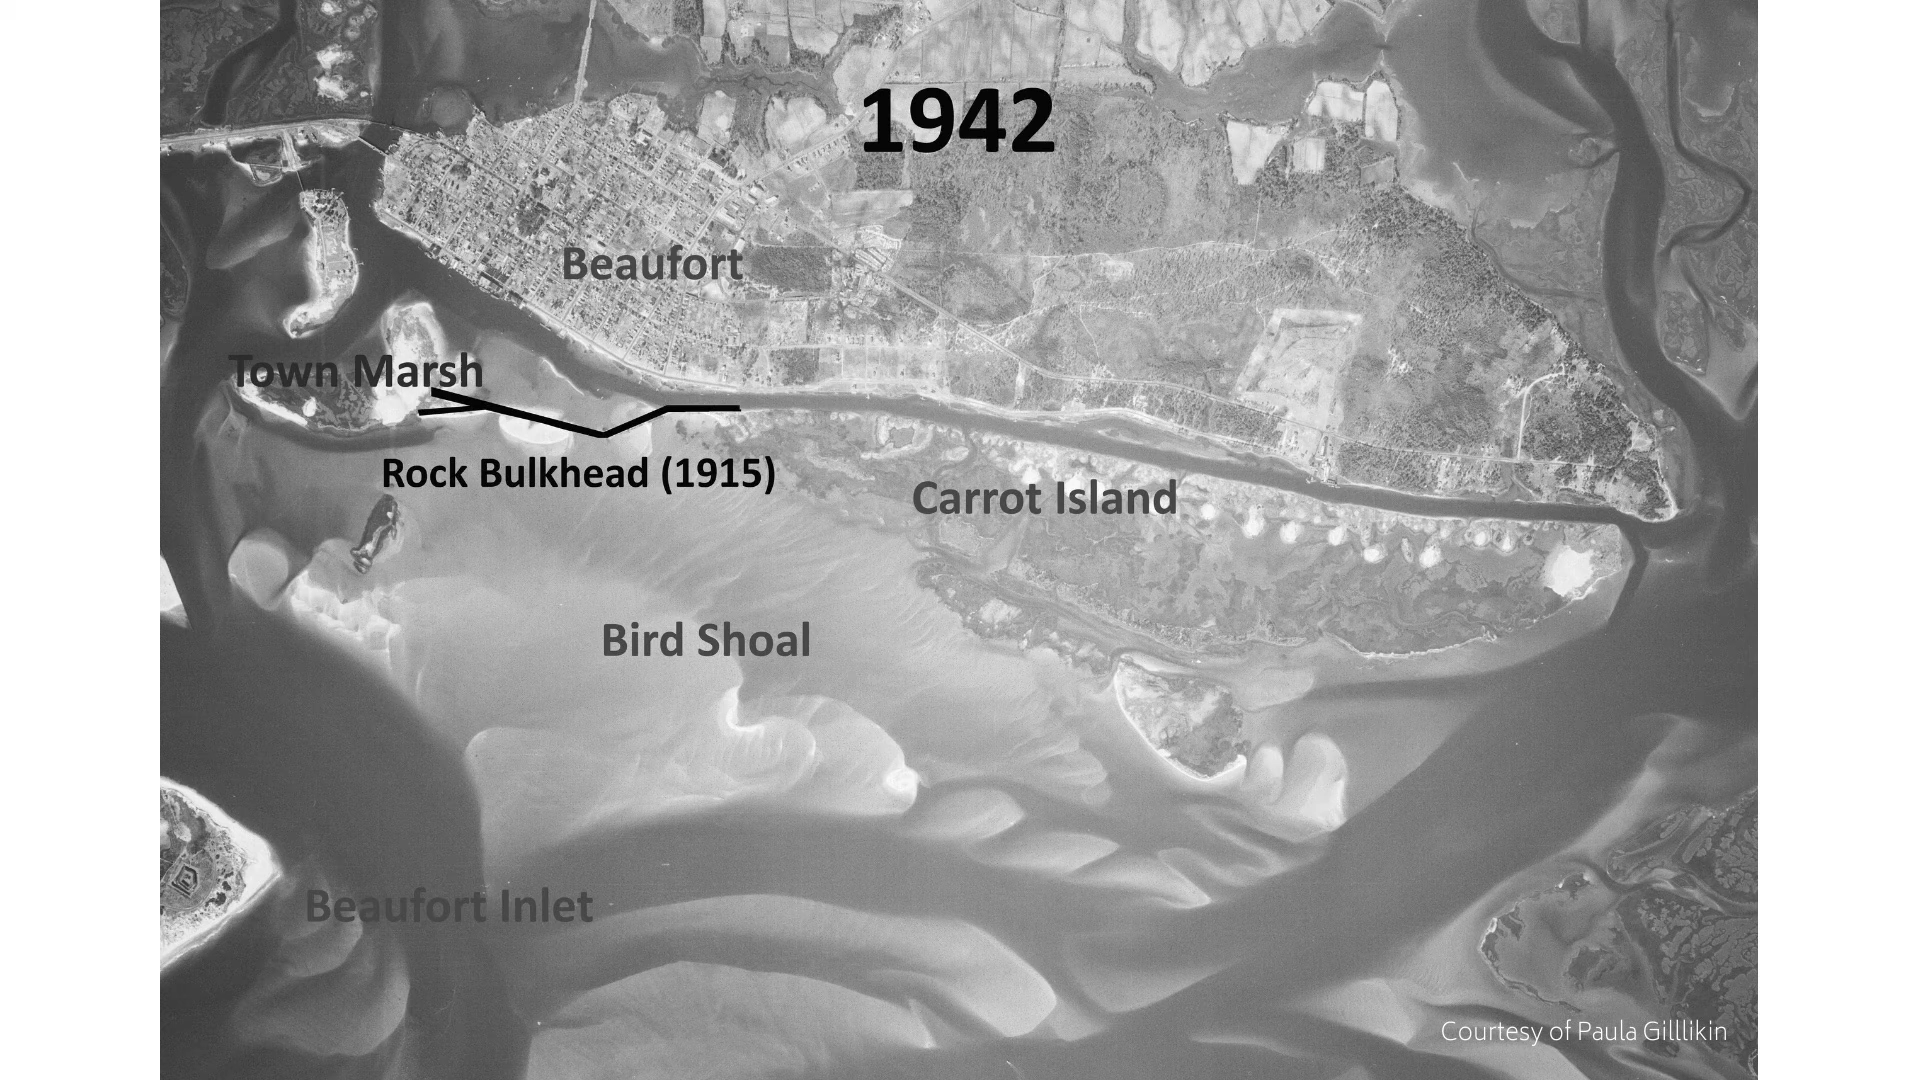 1942
Beaufort
Town Marsh
Rock Bulkhead (1915)
Carrot Island
Bird Shoal
Beaufort Inlet
Courtesy of Paula Gilllikin